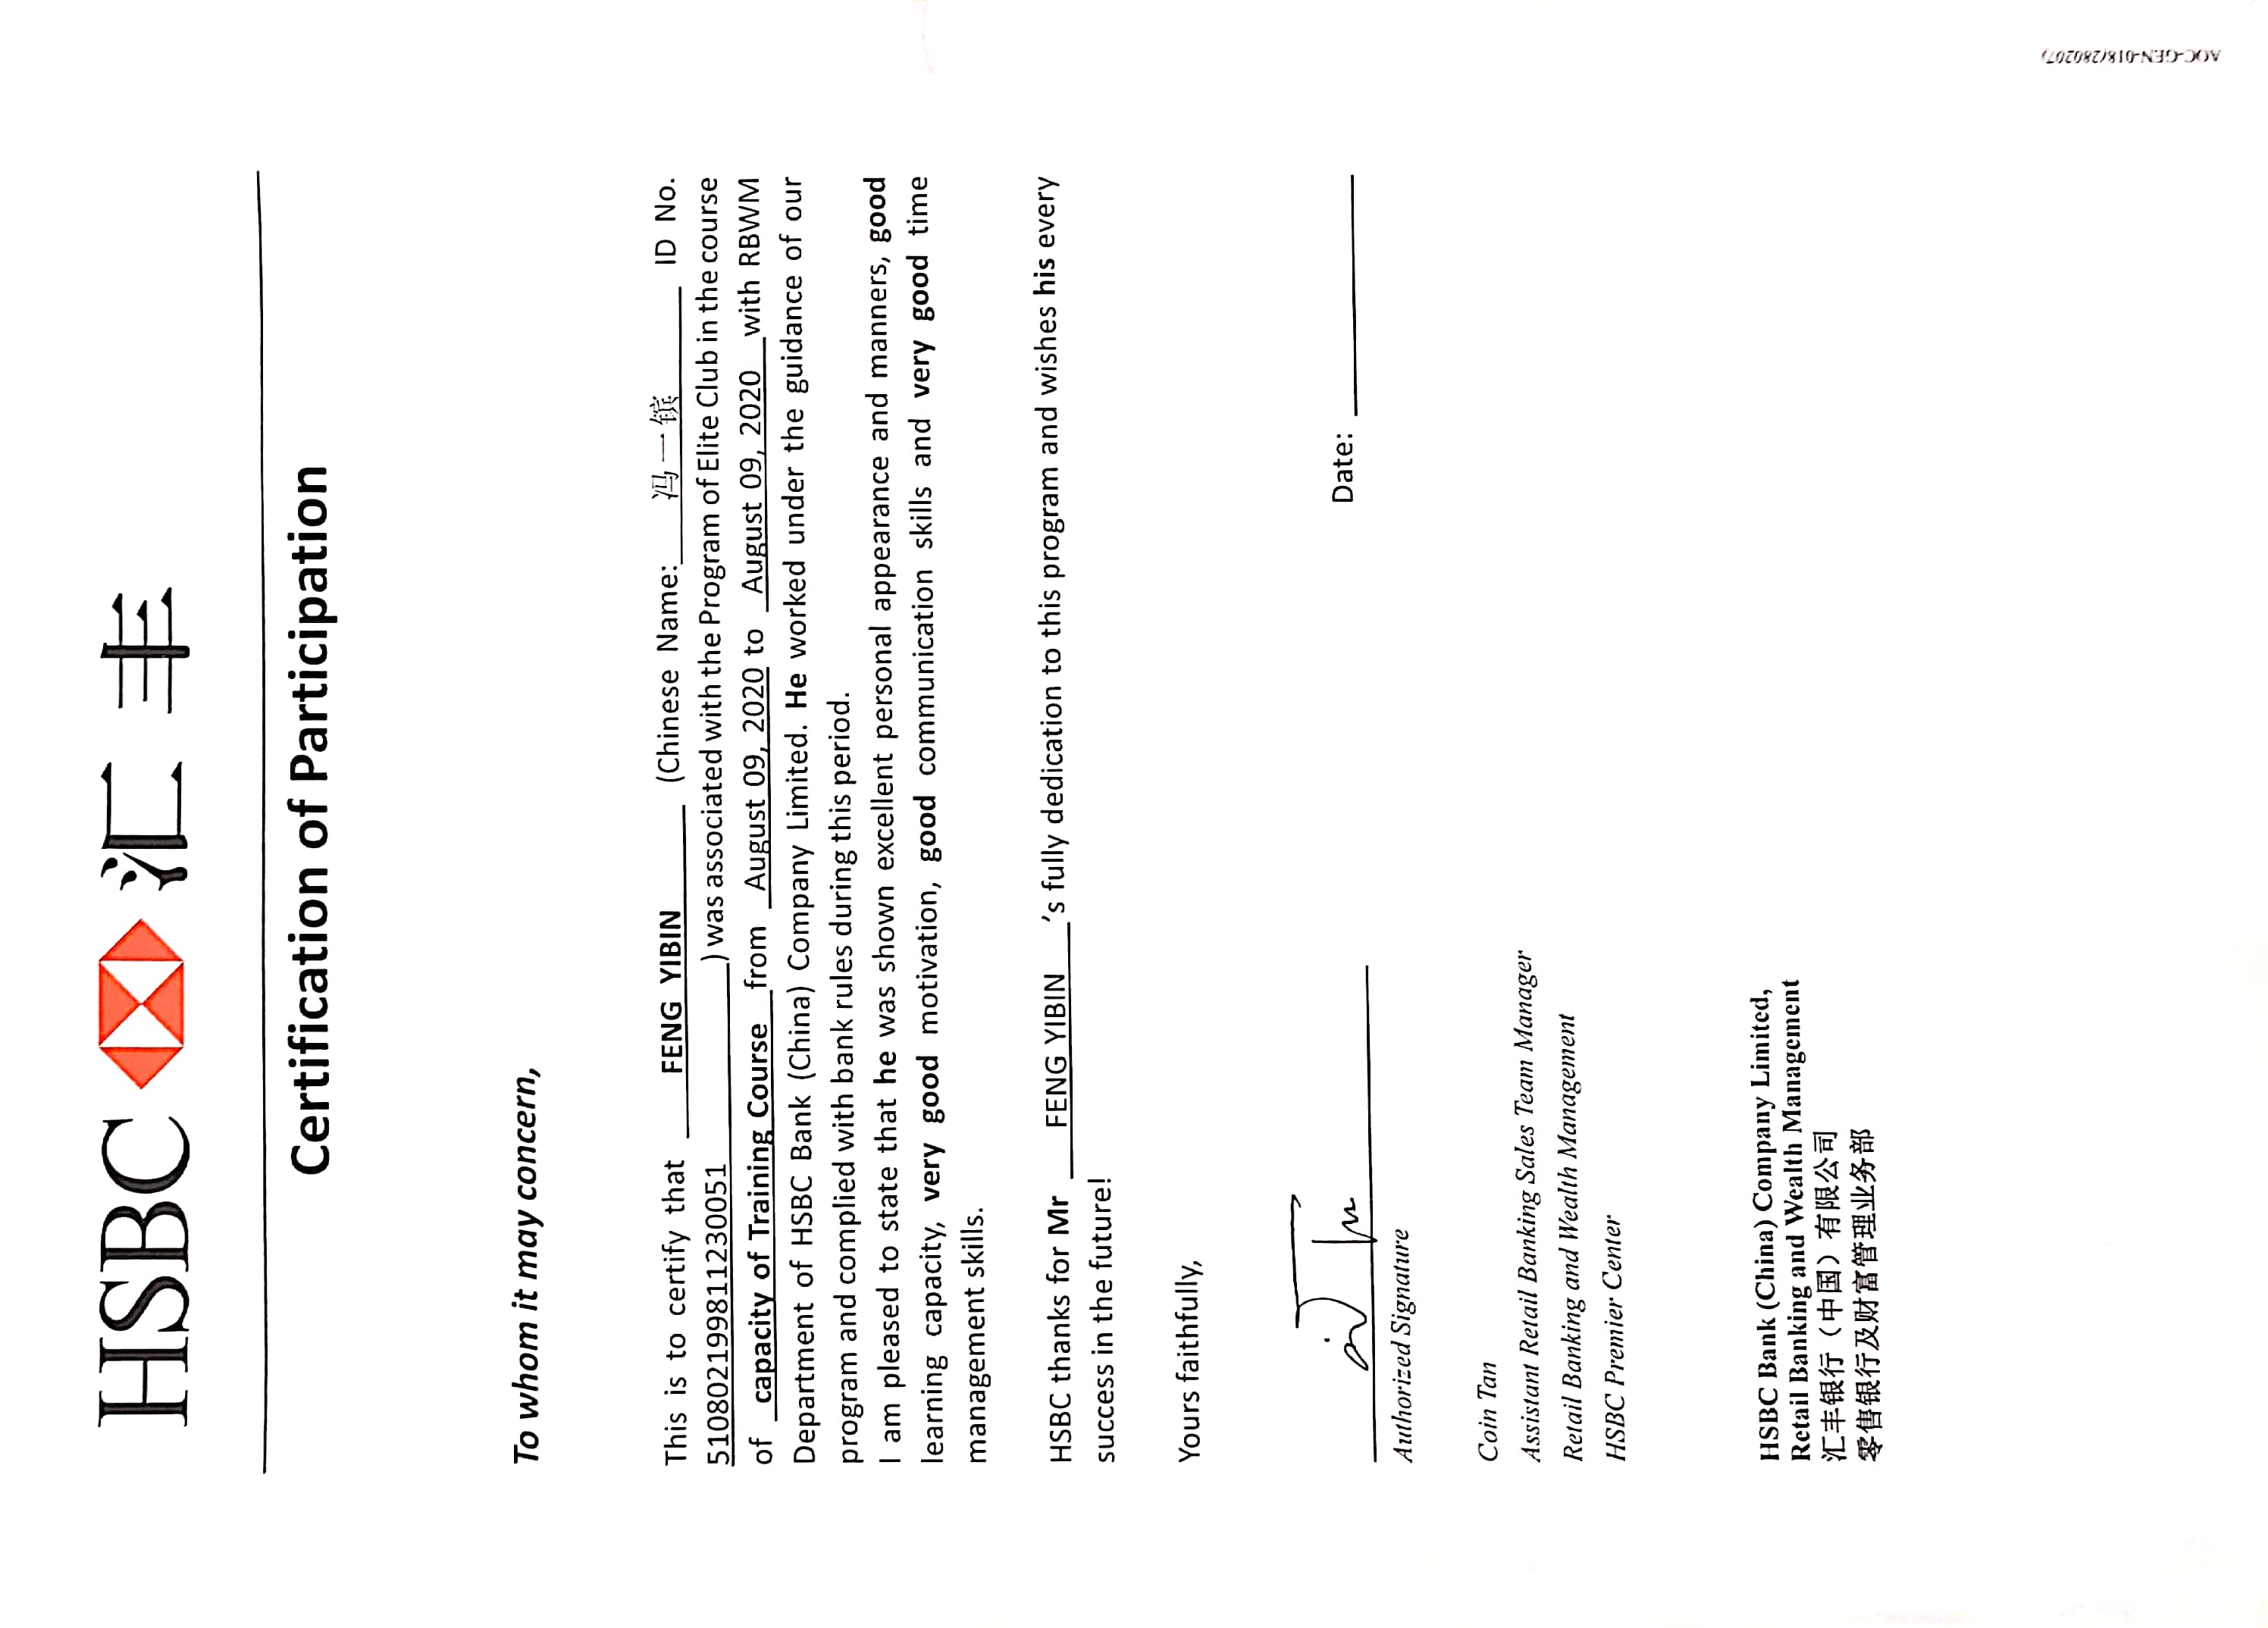 HSBC 汇丰
Certification of Participation
To whom it may concern,
This is to certify that FENG YIBIN (Chinese Name: 冯一镔 ID No.
510802199811230051 ) was associated with the Program of Elite Club in the course
of capacity of Training Course from August 09, 2020 to August 09, 2020 with RBWM
Department of HSBC Bank (China) Company Limited. He worked under the guidance of our
program and complied with bank rules during this period.
I am pleased to state that he was shown excellent personal appearance and manners, good
learning capacity, very good motivation, good communication skills and very good time
management skills.
HSBC thanks for Mr FENG YIBIN 's fully dedication to this program and wishes his every
success in the future!
Yours faithfully,
Date:
Authorized Signature
Coin Tan
Assistant Retail Banking Sales Team Manager
Retail Banking and Wealth Management
HSBC Premier Center
HSBC Bank (China) Company Limited,
Retail Banking and Wealth Management
汇丰银行（中国）有限公司
零售银行及财富管理业务部
AOC-GEN-018(280207)